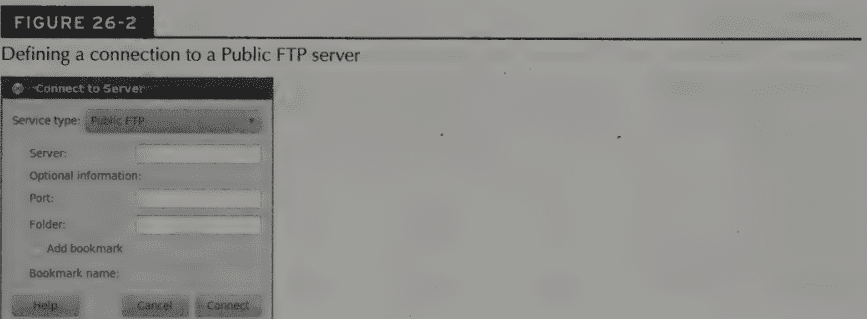 FIGURE 26-2
Defining a connection to a Public FTP server
Connect to Server
Service type: Public FTP
Server:
Optional information:
Port:
Folder:
Add bookmark
Bookmark name:
Help Cancel Connect